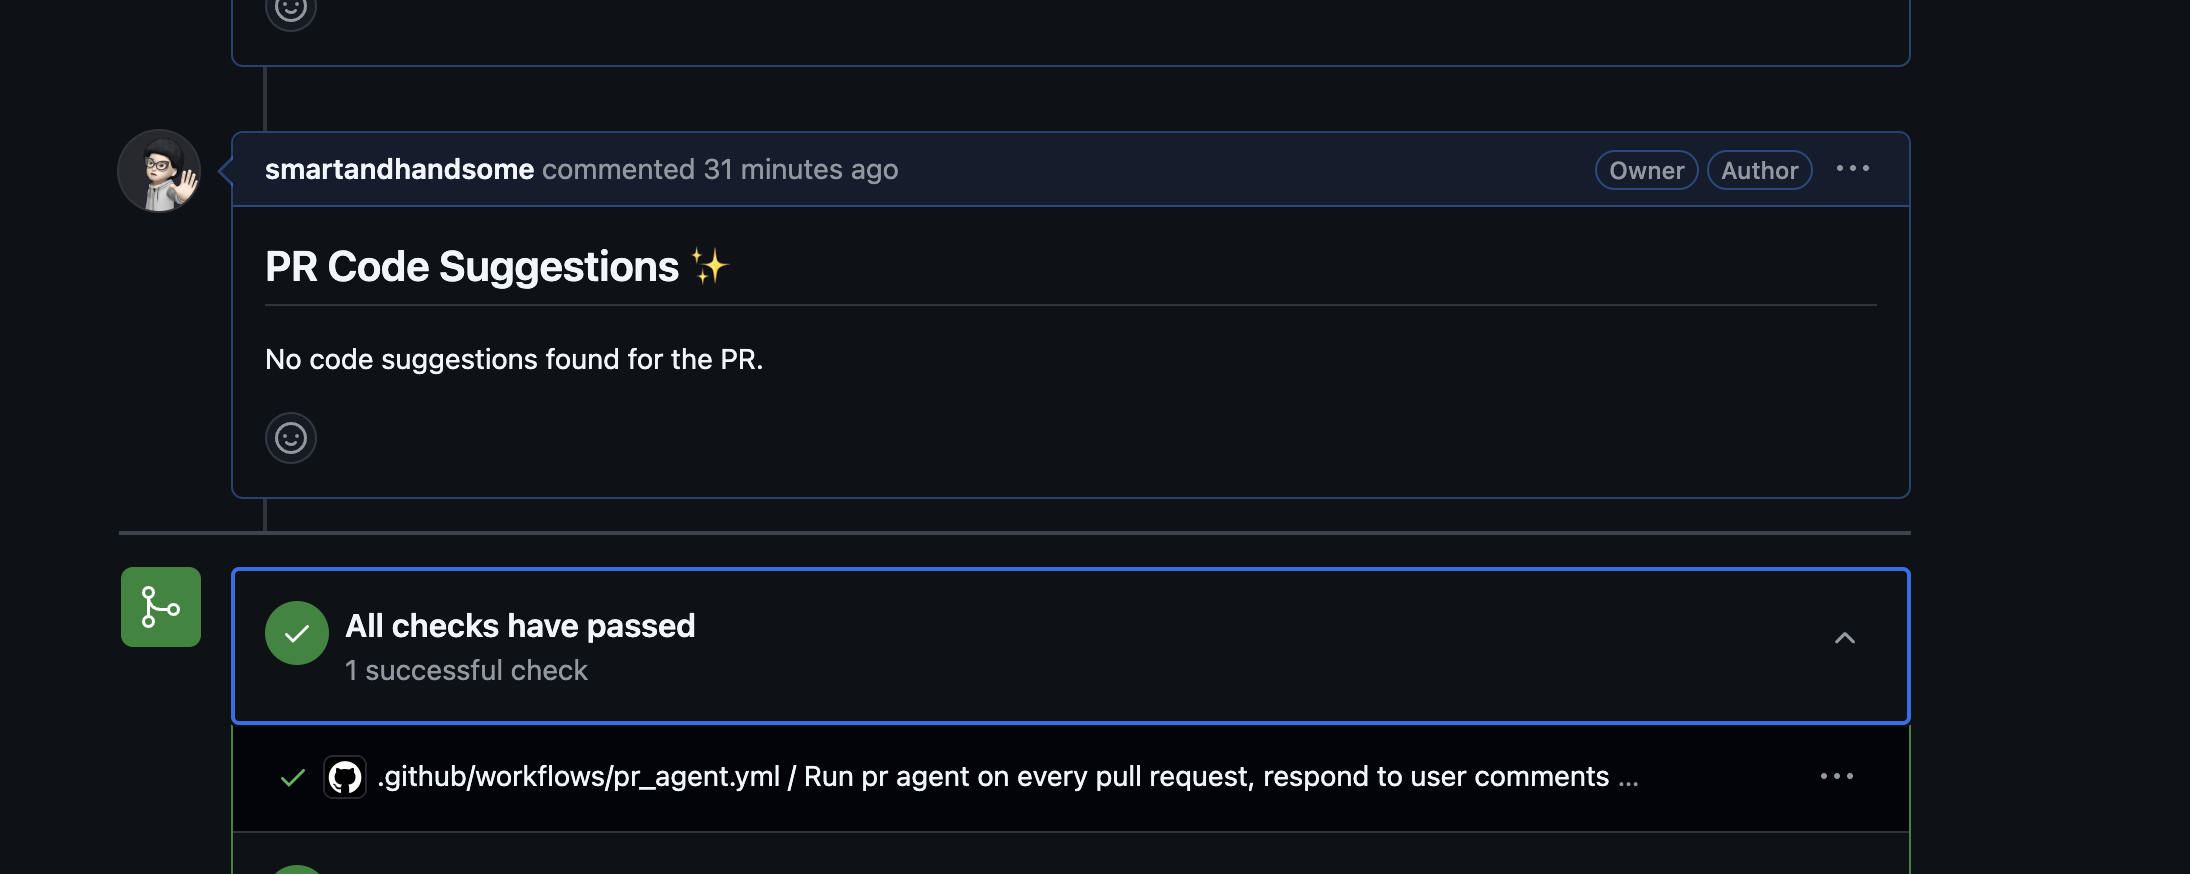 smartandhandsome commented 31 minutes ago
Owner
Author
PR Code Suggestions ✨
No code suggestions found for the PR.
All checks have passed
1 successful check
.github/workflows/pr_agent.yml / Run pr agent on every pull request, respond to user comments ...